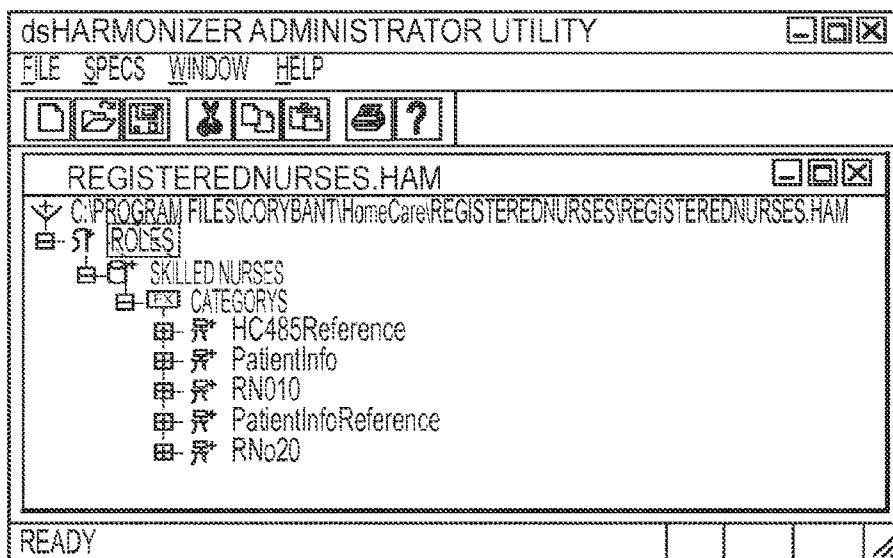 dsHARMONIZER ADMINISTRATOR UTILITY
FILE SPECS WINDOW HELP
?
REGISTEREDNURSES.HAM
C:\PROGRAM FILES\CORYBANT\HomeCare\REGISTEREDNURSES\REGISTEREDNURSES.HAM
ROLES
SKILLED NURSES
FX CATEGORYS
HC485Reference
PatientInfo
RN010
PatientInfoReference
RNo20
READY